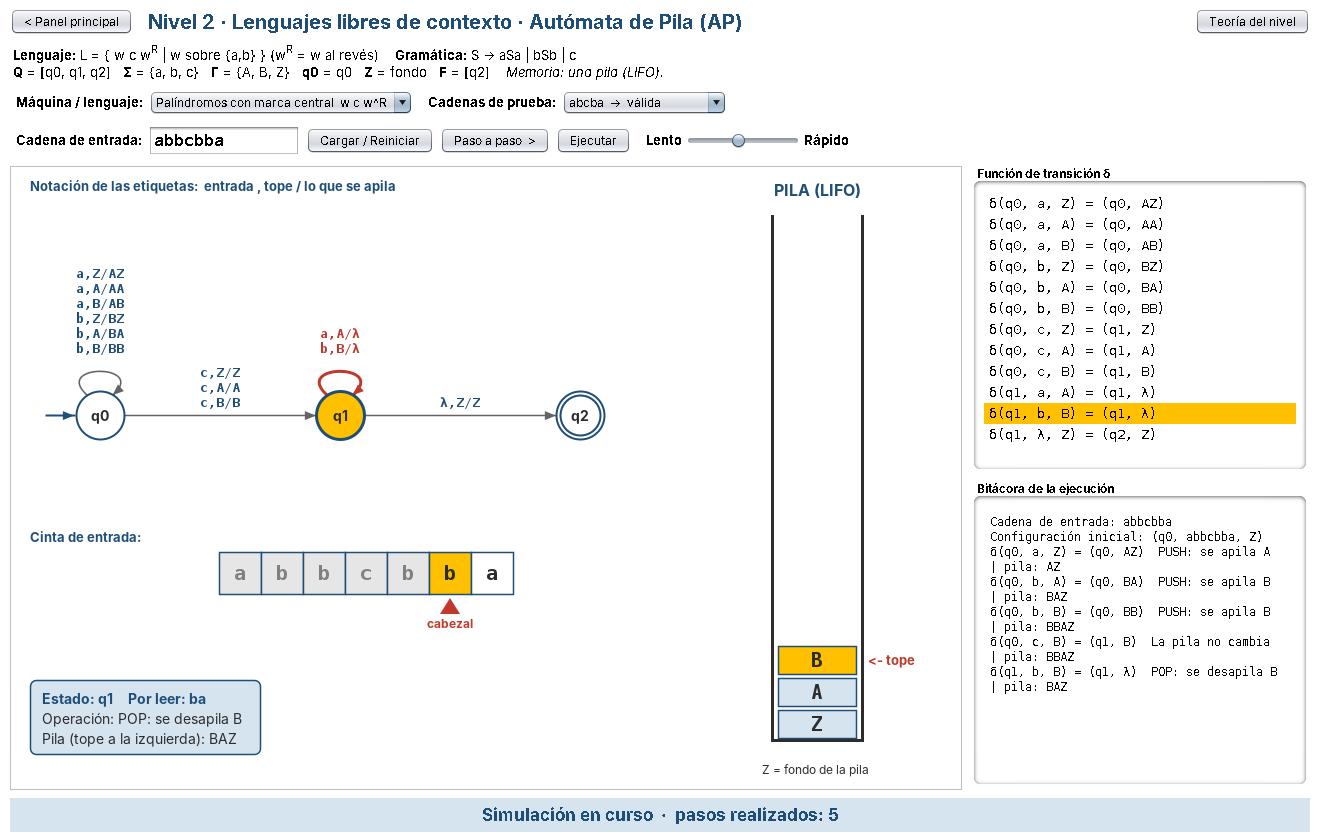 < Panel principal
Nivel 2 · Lenguajes libres de contexto · Autómata de Pila (AP)
Teoría del nivel
Lenguaje: L = { w c w^R | w sobre {a,b} } (w^R = w al revés) Gramática: S → aSa | bSb | c
Q = {q0, q1, q2} Σ = {a, b, c} Γ = {A, B, Z} q0 = q0 Z = fondo F = {q2} Memoria: una pila (LIFO).
Máquina / lenguaje: Palíndromos con marca central w c w^R Cadenas de prueba: abcba → válida
Cadena de entrada: abbcbba Cargar / Reiniciar Paso a paso > Ejecutar Lento Rápido
Notación de las etiquetas: entrada , tope / lo que se apila
a,Z/AZ
a,A/AA
a,B/AB
b,Z/BZ
b,A/BA
b,B/BB
q0
c,Z/Z
c,A/A
c,B/B
a,A/λ
b,B/λ
q1
λ,Z/Z
q2
Cinta de entrada:
a b b c b b a
cabezal
Estado: q1 Por leer: ba
Operación: POP: se desapila B
Pila (tope a la izquierda): BAZ
PILA (LIFO)
B <- tope
A
Z
Z = fondo de la pila
Función de transición δ
δ(q0, a, Z) = (q0, AZ)
δ(q0, a, A) = (q0, AA)
δ(q0, a, B) = (q0, AB)
δ(q0, b, Z) = (q0, BZ)
δ(q0, b, A) = (q0, BA)
δ(q0, b, B) = (q0, BB)
δ(q0, c, Z) = (q1, Z)
δ(q0, c, A) = (q1, A)
δ(q0, c, B) = (q1, B)
δ(q1, a, A) = (q1, λ)
δ(q1, b, B) = (q1, λ)
δ(q1, λ, Z) = (q2, Z)
Bitácora de la ejecución
Cadena de entrada: abbcbba
Configuración inicial: (q0, abbcbba, Z)
δ(q0, a, Z) = (q0, AZ) PUSH: se apila A
| pila: AZ
δ(q0, b, A) = (q0, BA) PUSH: se apila B
| pila: BAZ
δ(q0, b, B) = (q0, BB) PUSH: se apila B
| pila: BBAZ
δ(q0, c, B) = (q1, B) La pila no cambia
| pila: BBAZ
δ(q1, b, B) = (q1, λ) POP: se desapila B
| pila: BAZ
Simulación en curso · pasos realizados: 5